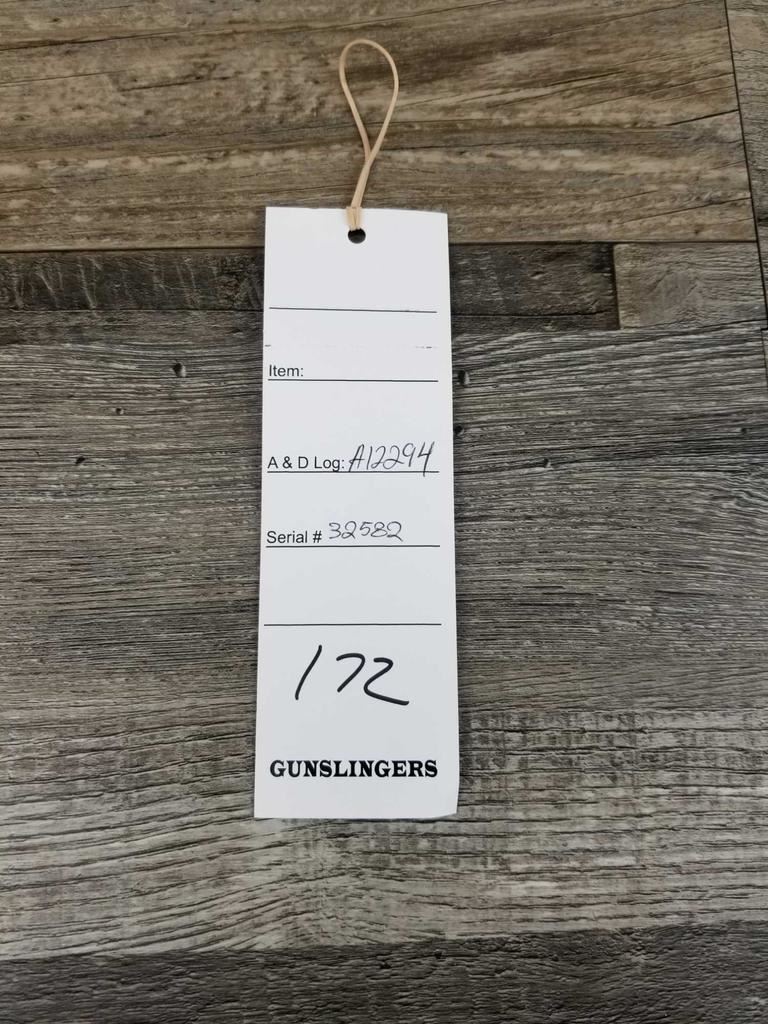 Item:
A & D Log: A12294
Serial # 32582
172
GUNSLINGERS